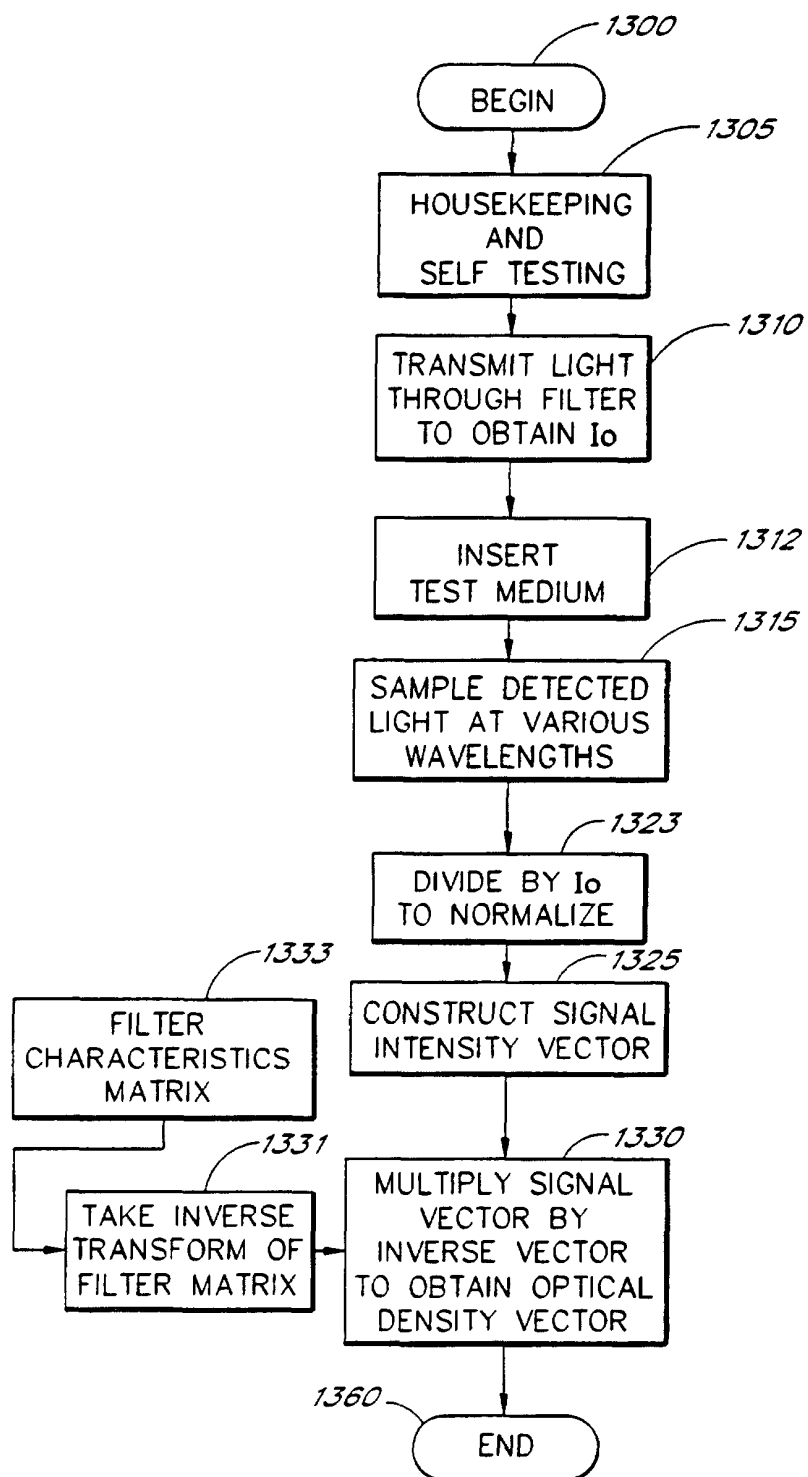 1300
BEGIN
1305
HOUSEKEEPING
AND
SELF TESTING
1310
TRANSMIT LIGHT
THROUGH FILTER
TO OBTAIN Io
1312
INSERT
TEST MEDIUM
1315
SAMPLE DETECTED
LIGHT AT VARIOUS
WAVELENGTHS
1323
DIVIDE BY Io
TO NORMALIZE
1325
CONSTRUCT SIGNAL
INTENSITY VECTOR
1333
FILTER
CHARACTERISTICS
MATRIX
1331
TAKE INVERSE
TRANSFORM OF
FILTER MATRIX
1330
MULTIPLY SIGNAL
VECTOR BY
INVERSE VECTOR
TO OBTAIN OPTICAL
DENSITY VECTOR
1360
END